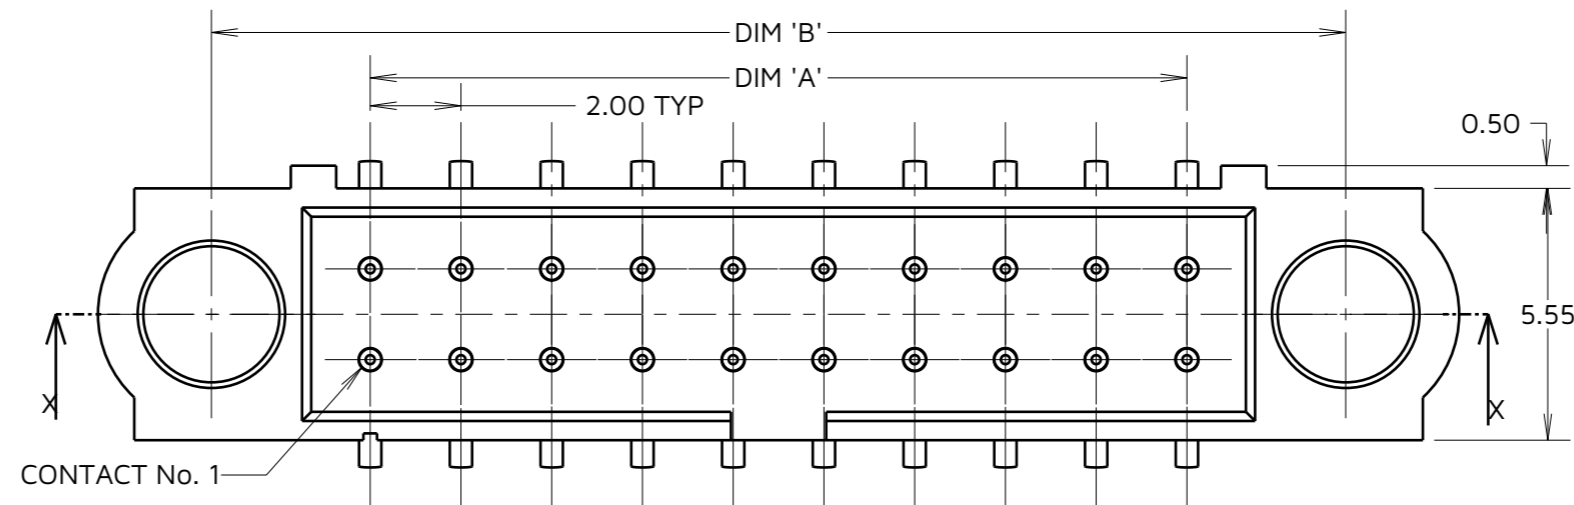 DIM 'B'
DIM 'A'
2.00 TYP
0.50
5.55
X
X
CONTACT No. 1